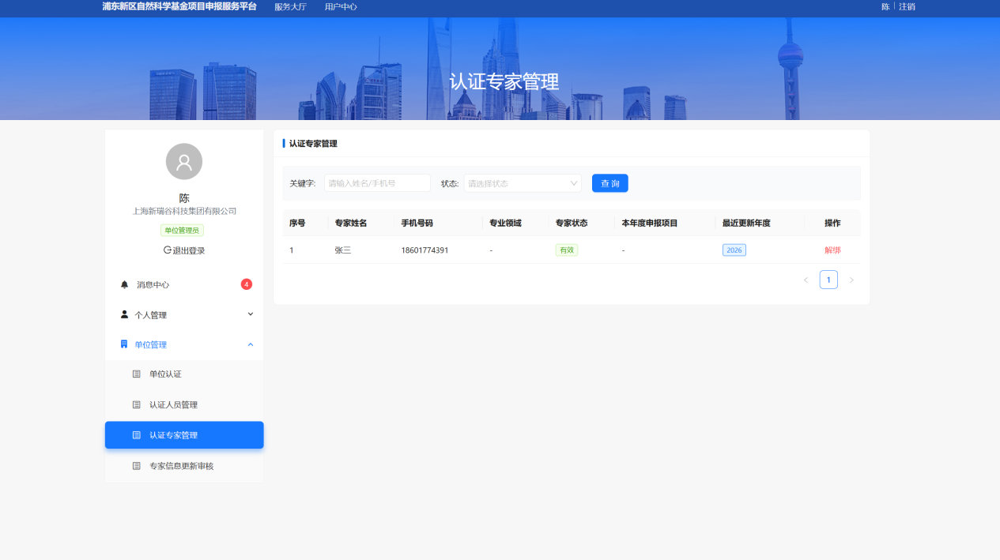 浦东新区自然科学基金项目申报服务平台 服务大厅 用户中心 陈 注销
认证专家管理
陈
上海新瑞谷科技集团有限公司
单位管理员
退出登录
消息中心 4
个人管理
单位管理
单位认证
认证人员管理
认证专家管理
专家信息更新审核
认证专家管理
关键字: 请输入姓名/手机号 状态: 请选择状态 查 询
序号 专家姓名 手机号码 专业领域 专家状态 本年度申报项目 最近更新年度 操作
1 张三 18601774391 - 有效 - 2026 解绑
1